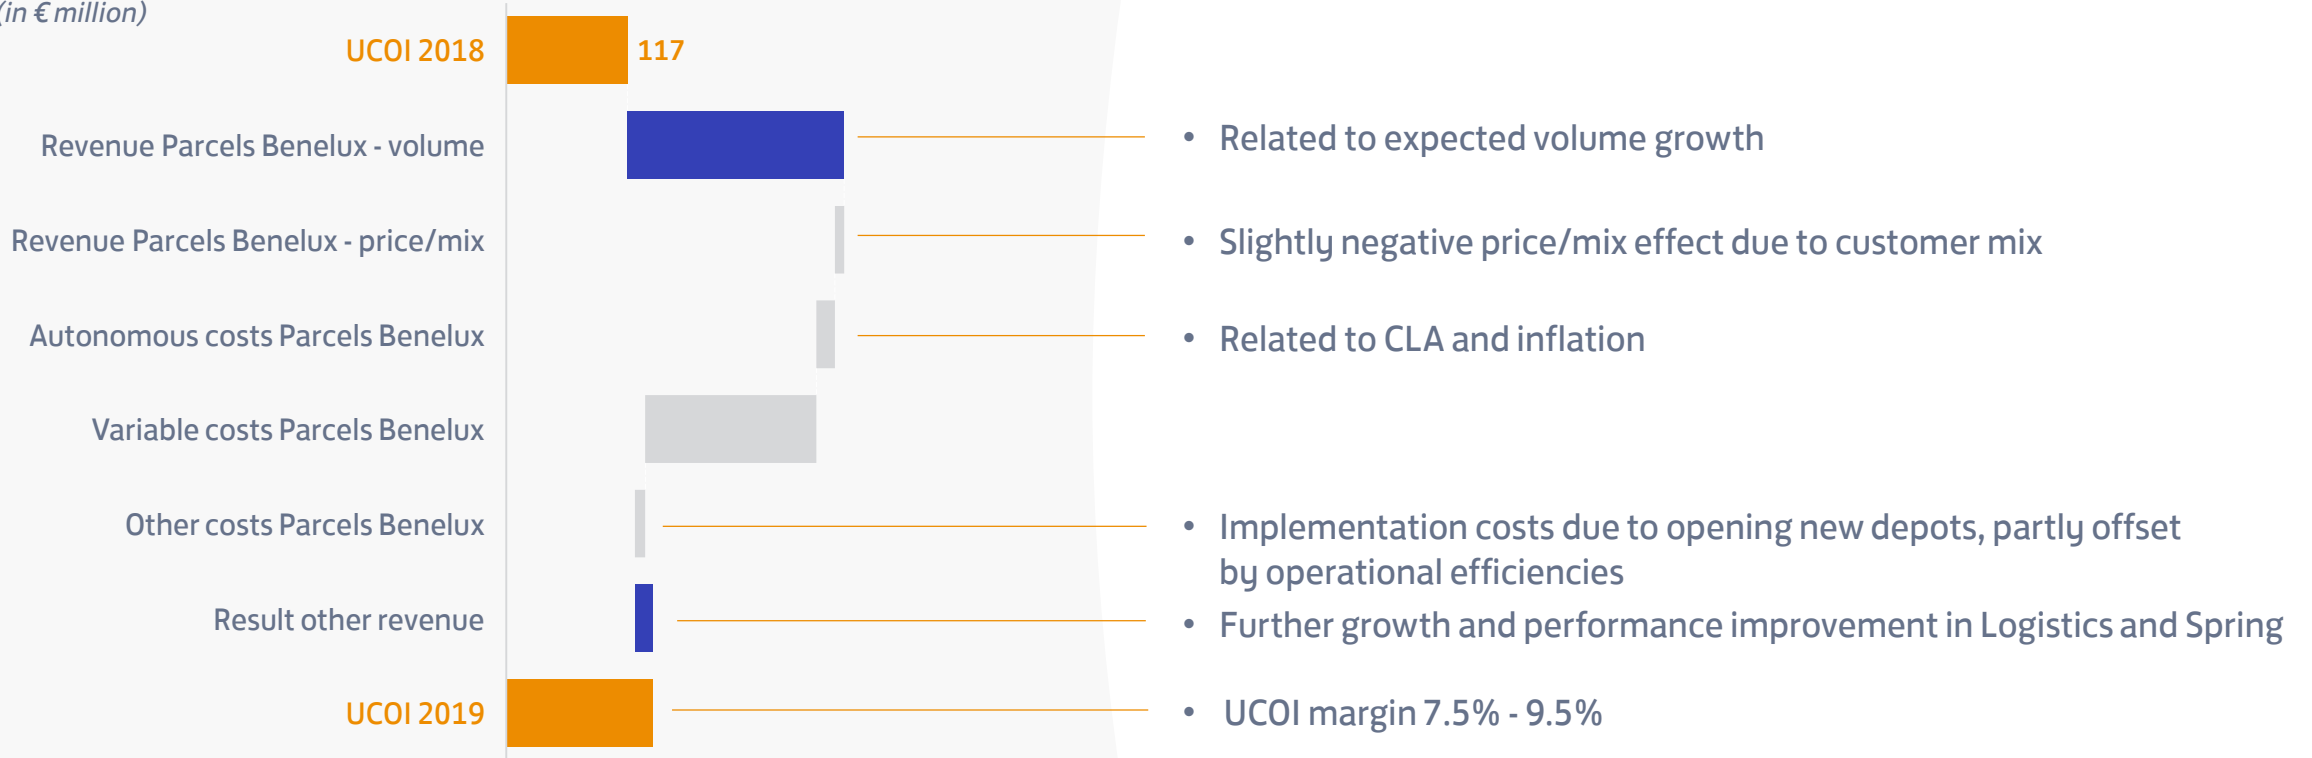 (in € million)
UCOI 2018 117
Revenue Parcels Benelux - volume
• Related to expected volume growth
Revenue Parcels Benelux - price/mix
• Slightly negative price/mix effect due to customer mix
Autonomous costs Parcels Benelux
• Related to CLA and inflation
Variable costs Parcels Benelux
Other costs Parcels Benelux
• Implementation costs due to opening new depots, partly offset
by operational efficiencies
Result other revenue
• Further growth and performance improvement in Logistics and Spring
UCOI 2019
• UCOI margin 7.5% - 9.5%